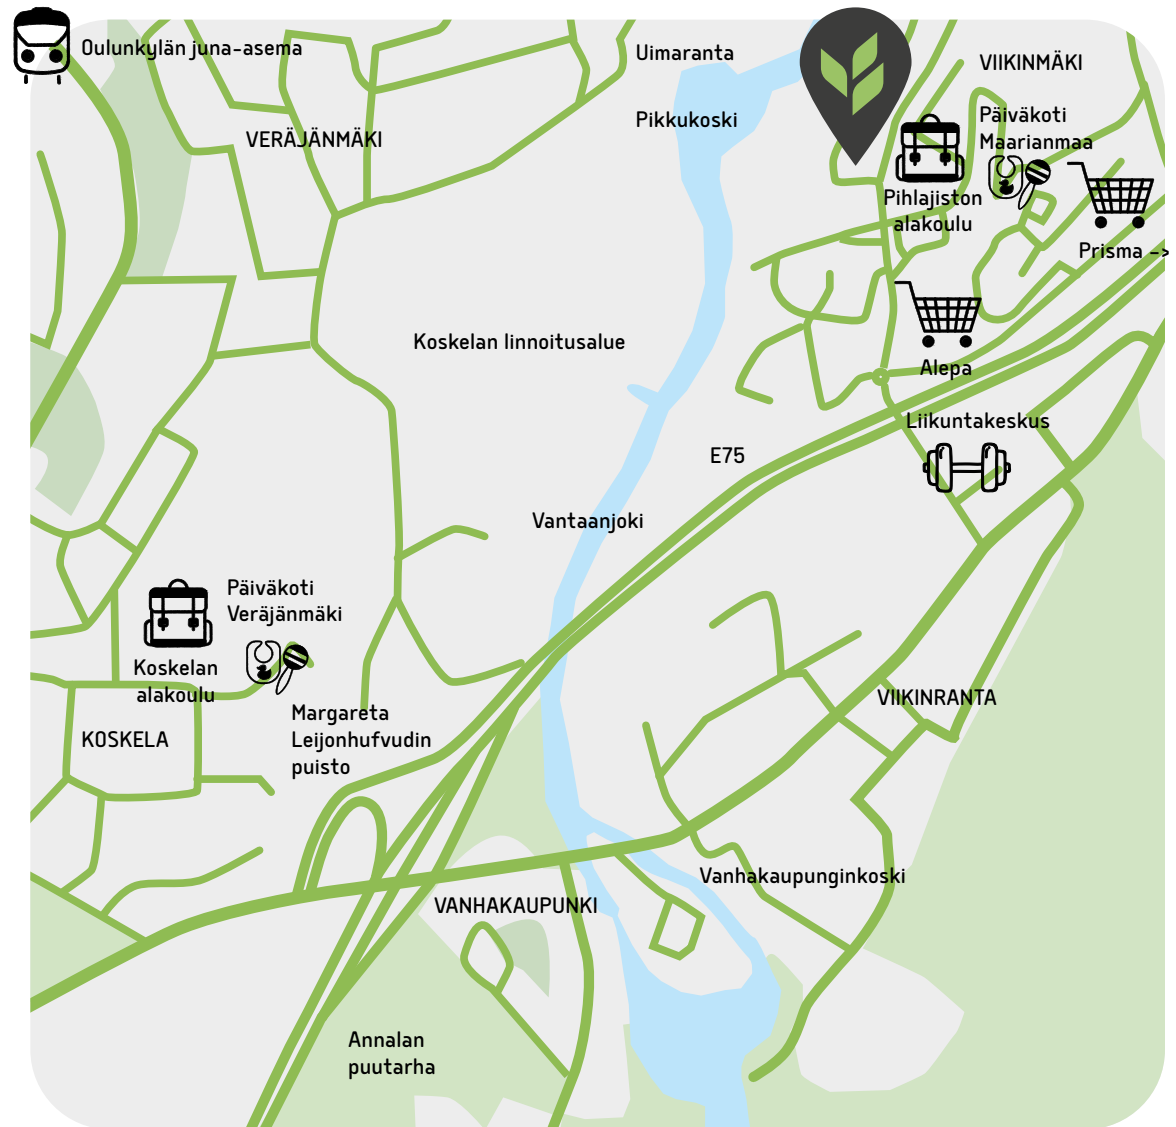 Oulunkylän juna-asema
Uimaranta
VIIKINMÄKI
Pikkukoski
Päiväkoti
Maarianmaa
VERÄJÄNMÄKI
Pihlajiston
alakoulu
Prisma ->
Koskelan linnoitusalue
Alepa
Liikuntakeskus
E75
Vantaanjoki
Päiväkoti
Veräjänmäki
Koskelan
alakoulu
VIIKINRANTA
Margareta
Leijonhufvudin
puisto
KOSKELA
Vanhakaupunginkoski
VANHAKAUPUNKI
Annalan
puutarha